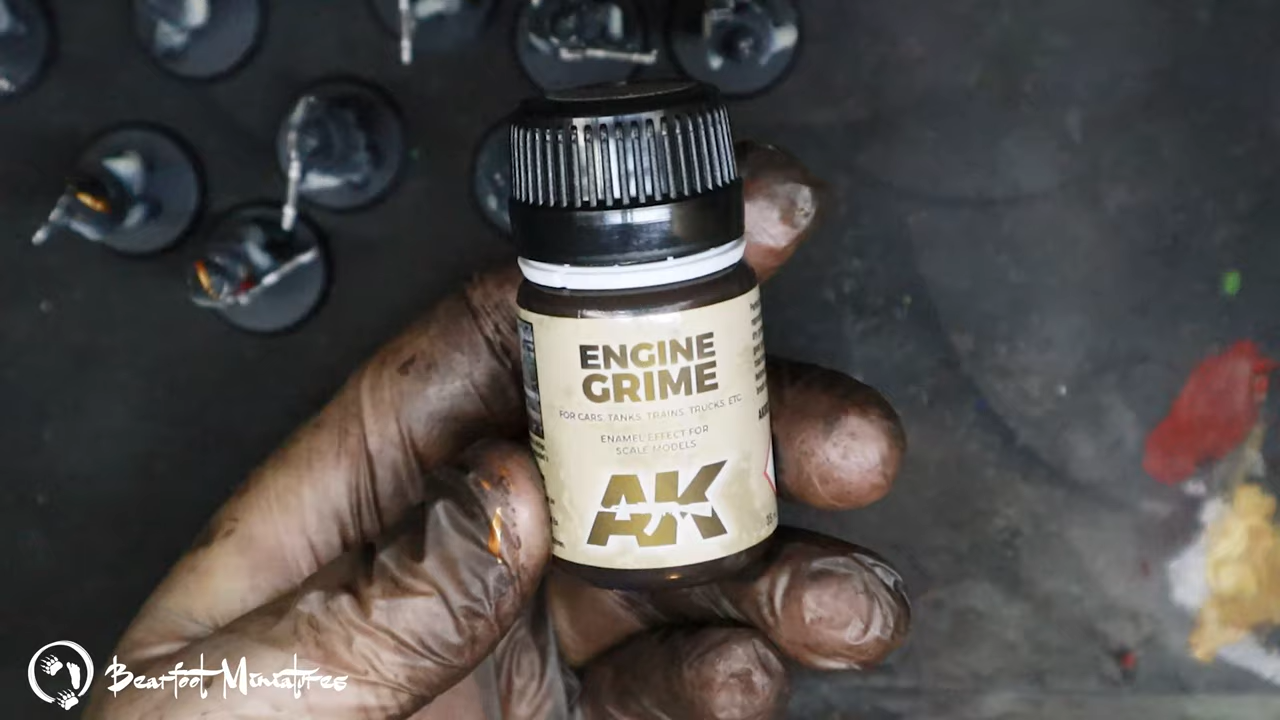 ENGINE
GRIME
FOR CARS, TANKS, TRAINS, TRUCKS, ETC
ENAMEL EFFECT FOR
SCALE MODELS
AK
Bearfoot Miniatures